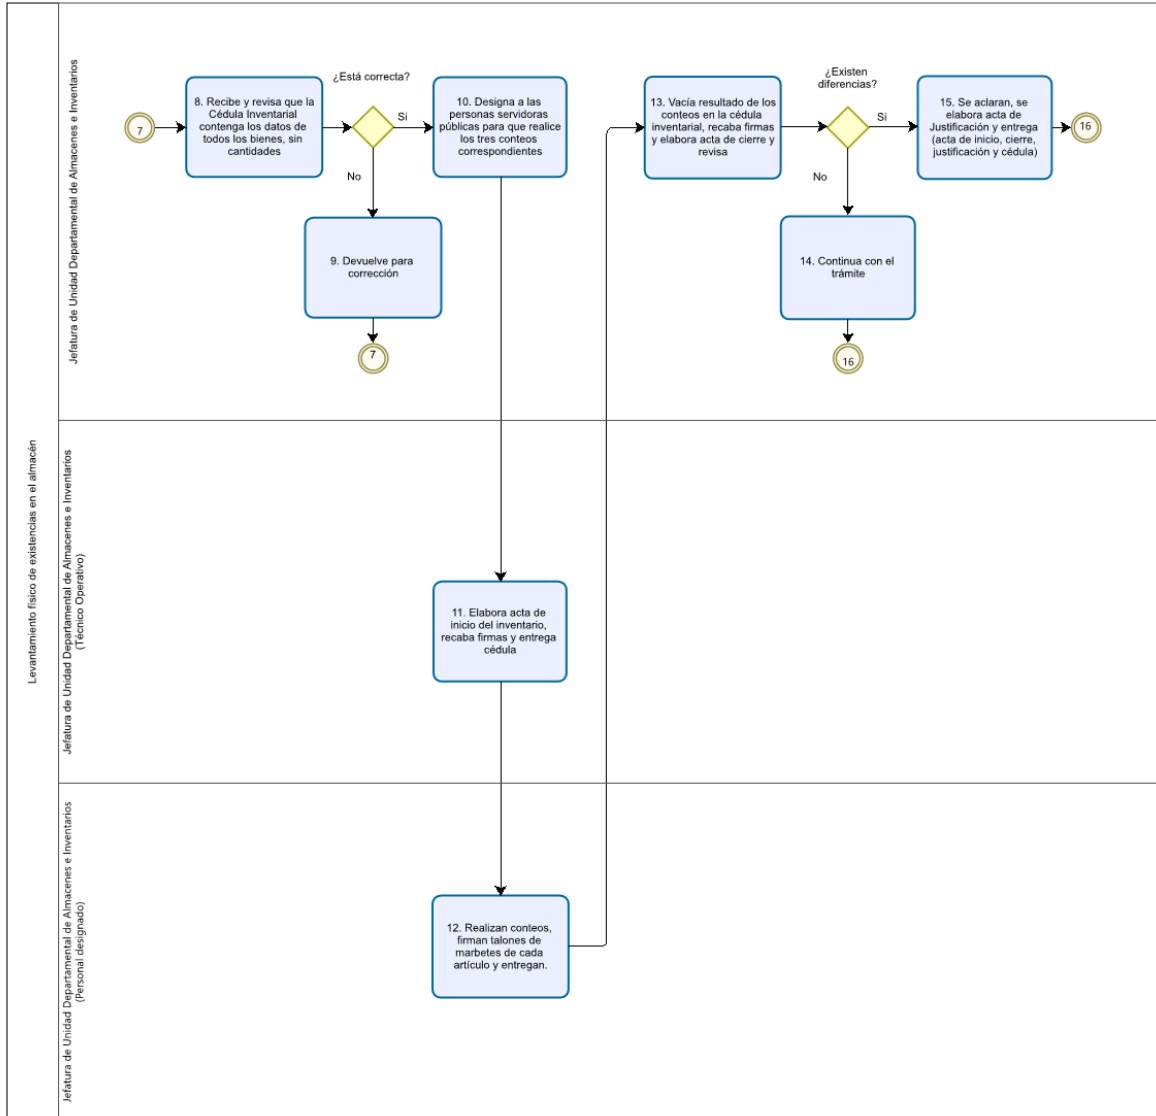 Levantamiento físico de existencias en el almacén
Jefatura de Unidad Departamental de Almacenes e Inventarios
7
8. Recibe y revisa que la
Cédula Inventarial
contenga los datos de
todos los bienes, sin
cantidades
¿Está correcta?
Si
No
9. Devuelve para
corrección
7
10. Designa a las
personas servidoras
públicas para que realice
los tres conteos
correspondientes
13. Vacía resultado de los
conteos en la cédula
inventarial, recaba firmas
y elabora acta de cierre y
revisa
¿Existen
diferencias?
Si
No
14. Continua con el
trámite
16
15. Se aclaran, se
elabora acta de
Justificación y entrega
(acta de inicio, cierre,
justificación y cédula)
16
Jefatura de Unidad Departamental de Almacenes e Inventarios
(Técnico Operativo)
11. Elabora acta de
inicio del inventario,
recaba firmas y entrega
cédula
Jefatura de Unidad Departamental de Almacenes e Inventarios
(Personal designado)
12. Realizan conteos,
firman talones de
marbetes de cada
artículo y entregan.